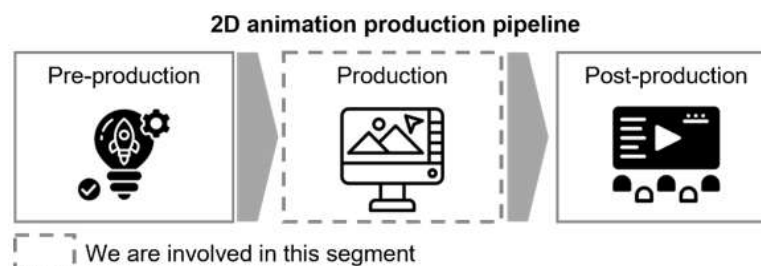 2D animation production pipeline
Pre-production
Production
Post-production
We are involved in this segment